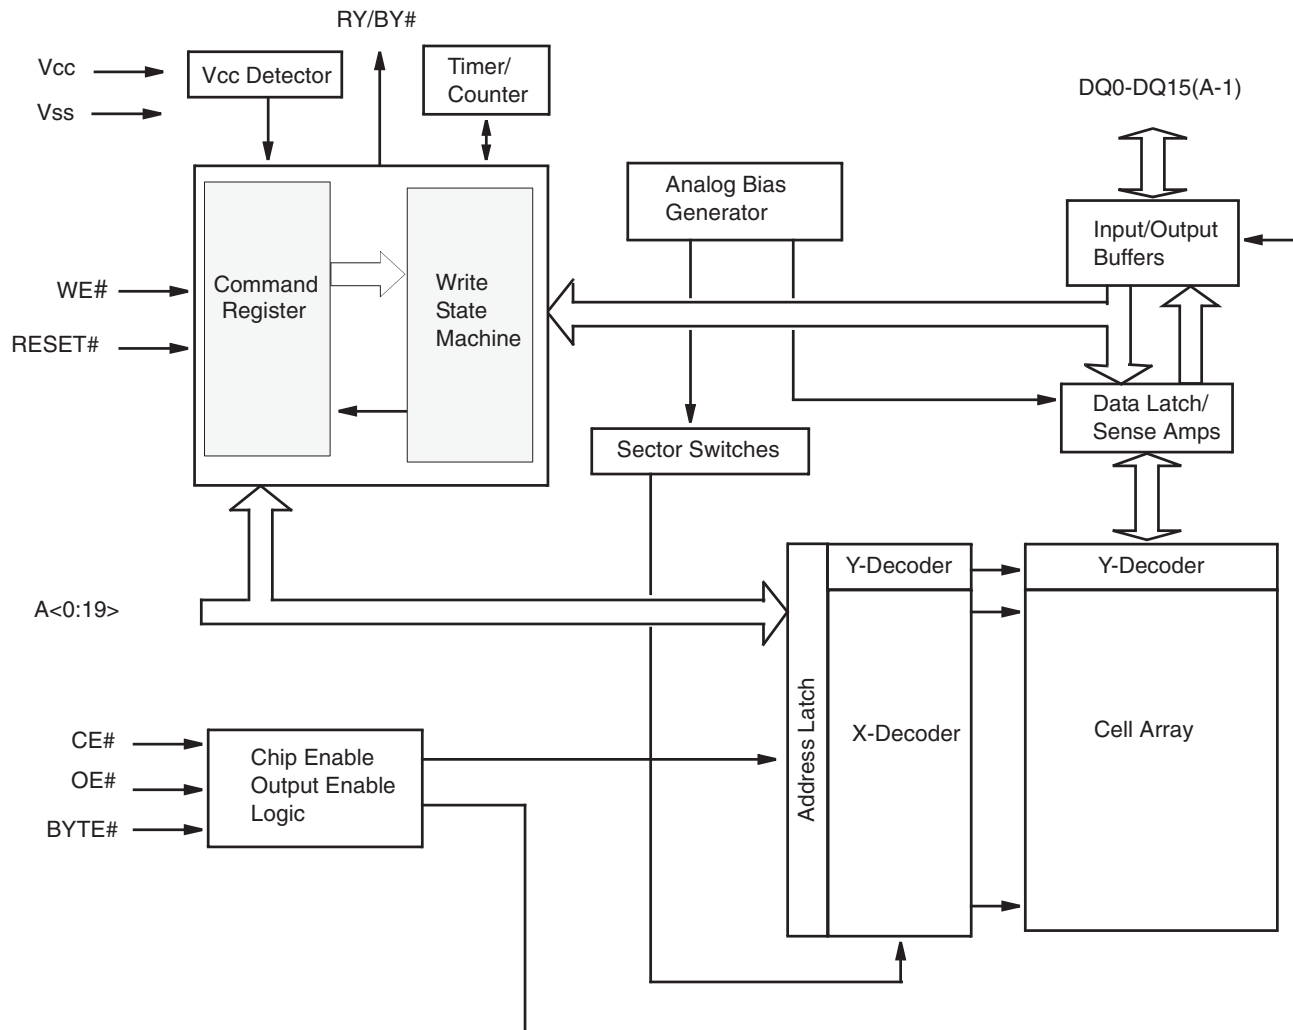 RY/BY#
Vcc
Vss
Vcc Detector
Timer/
Counter
DQ0-DQ15(A-1)
Analog Bias
Generator
Input/Output
Buffers
WE#
RESET#
Command
Register
Write
State
Machine
Data Latch/
Sense Amps
Sector Switches
A<0:19>
Y-Decoder
Y-Decoder
Address Latch
X-Decoder
Cell Array
CE#
OE#
BYTE#
Chip Enable
Output Enable
Logic